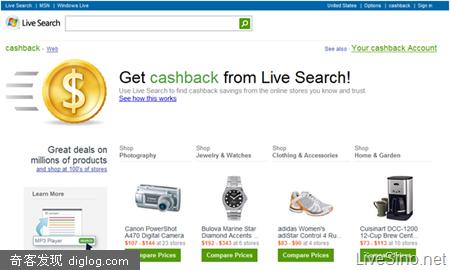 Live Search | MSN | Windows Live
United States | Options | cashback | Sign in
Live Search
cashback
Web
See also:
Your cashback Account
Get cashback from Live Search!
Use Live Search to find cashback savings from the online stores you know and trust.
See how this works
Great deals on
millions of products
and shop at 100's of stores
Shop
Photography
Shop
Jewelry & Watches
Shop
Clothing & Accessories
Shop
Home & Garden
Learn More
MP3 Player
Canon PowerShot
A470 Digital Camera
$107 - $144 at 23 stores
Compare Prices
Bulova Marine Star
Diamond Accents ...
$192 - $343 at 6 stores
Compare Prices
adidas Women's
adiStar Control 4 Ru...
$83 - $90 at 4 stores
Compare Prices
Cuisinart DCC-1200
12-Cup Brew Cent...
$73 - $113 at 10 stores
Compare Prices
奇客发现 diglog.com
LiveSino.net